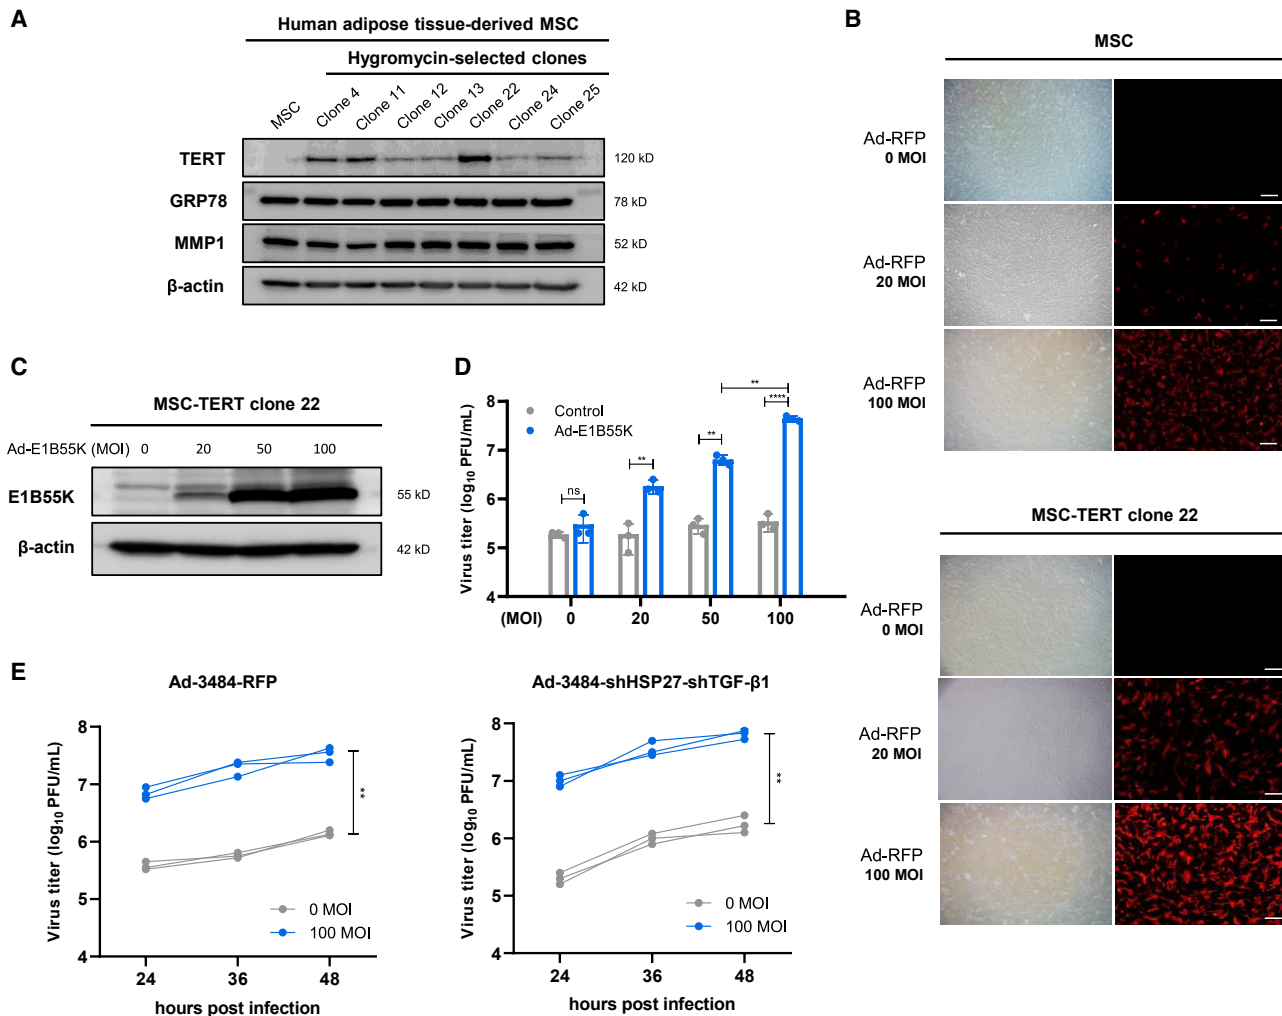 A
Human adipose tissue-derived MSC
Hygromycin-selected clones
MSC
Clone 4
Clone 11
Clone 12
Clone 13
Clone 22
Clone 24
Clone 25
TERT
120 kD
GRP78
78 kD
MMP1
52 kD
β-actin
42 kD
B
MSC
Ad-RFP
0 MOI
Ad-RFP
20 MOI
Ad-RFP
100 MOI
MSC-TERT clone 22
Ad-RFP
0 MOI
Ad-RFP
20 MOI
Ad-RFP
100 MOI
C
MSC-TERT clone 22
Ad-E1B55K (MOI) 0 20 50 100
E1B55K
55 kD
β-actin
42 kD
D
Virus titer (log₁₀ PFU/mL)
8
7
6
5
4
Control
Ad-E1B55K
ns
**
**
**
****
(MOI) 0 20 50 100
E
Ad-3484-RFP
Virus titer (log₁₀ PFU/mL)
8
7
6
5
4
**
0 MOI
100 MOI
24 36 48
hours post infection
Ad-3484-shHSP27-shTGF-β1
Virus titer (log₁₀ PFU/mL)
8
7
6
5
4
**
0 MOI
100 MOI
24 36 48
hours post infection